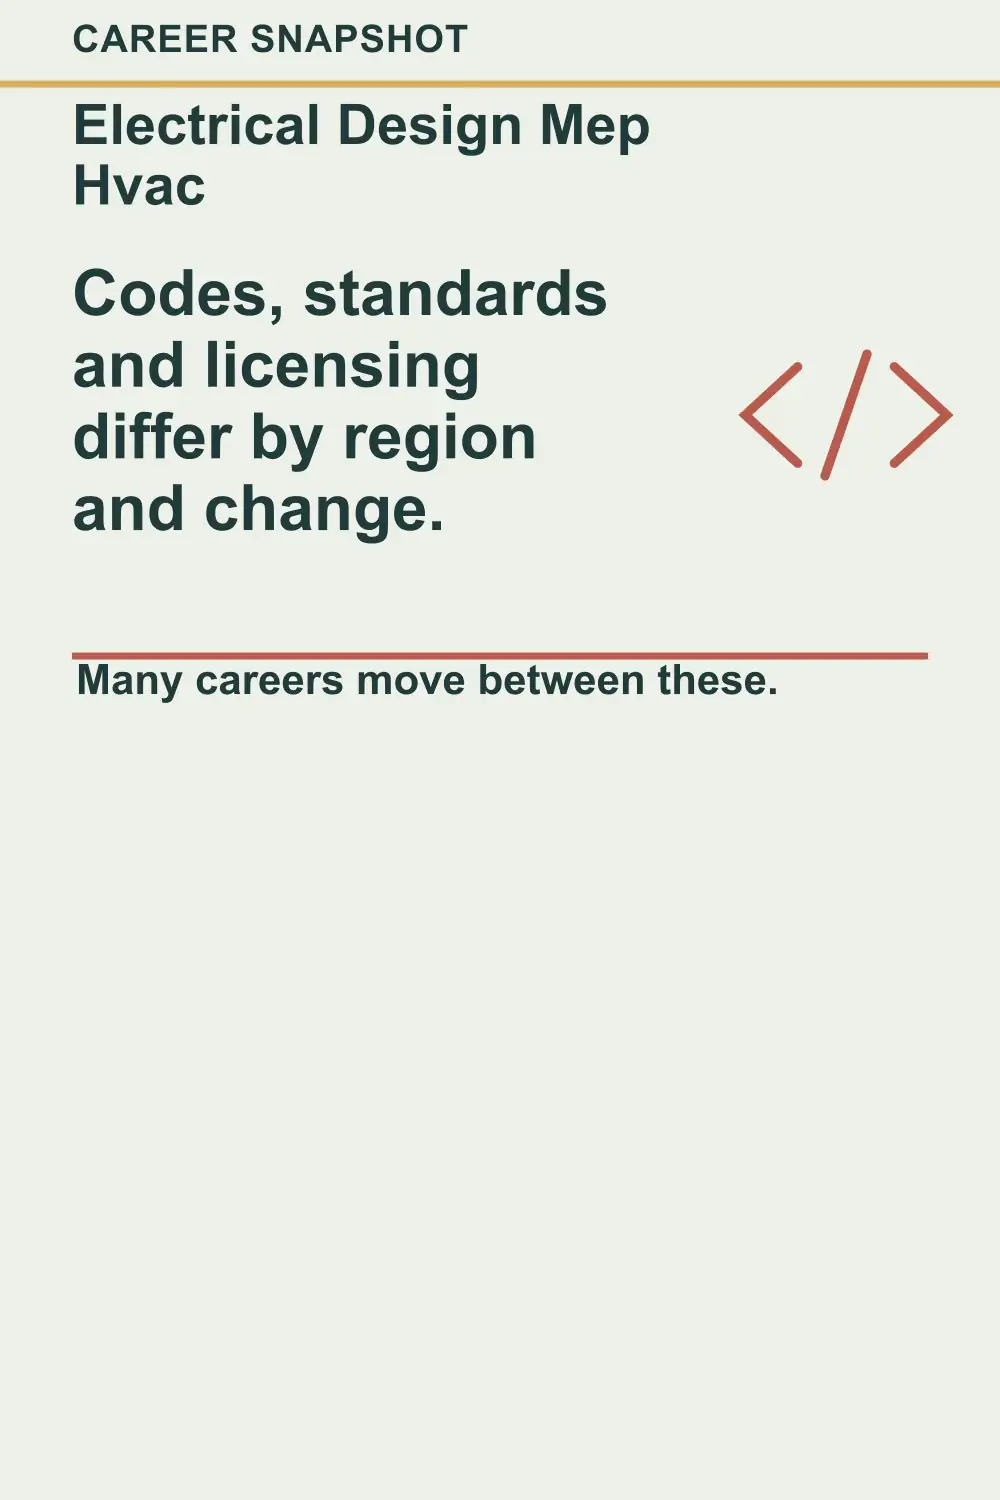 CAREER SNAPSHOT
Electrical Design Mep
Hvac
Codes, standards
and licensing
differ by region
and change.
Many careers move between these.